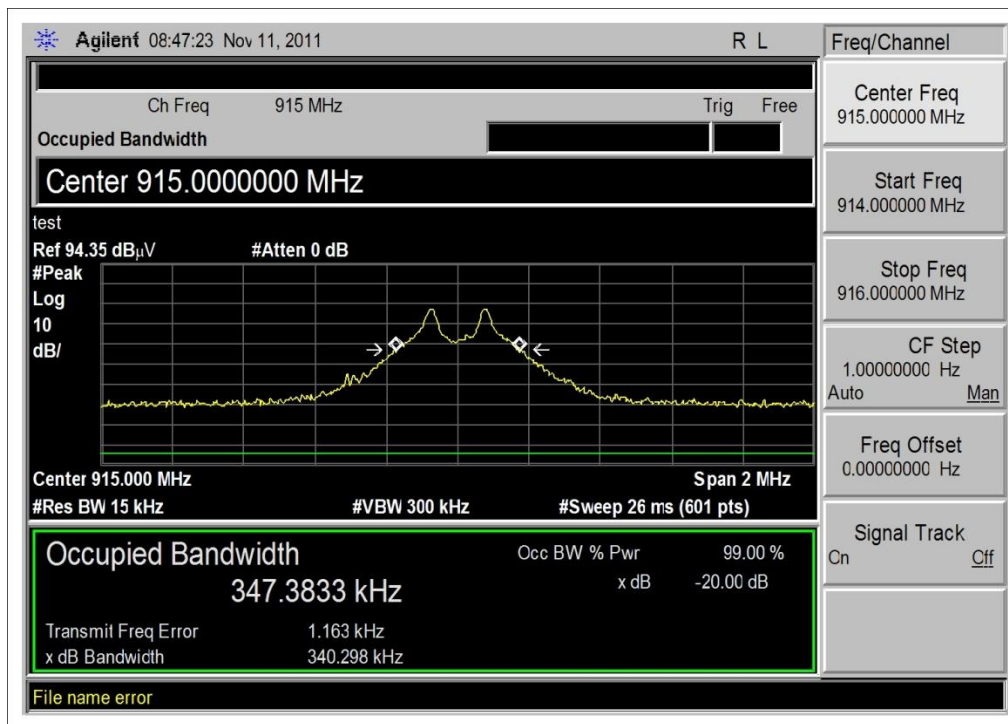 Agilent 08:47:23 Nov 11, 2011 R L
Freq/Channel
Ch Freq 915 MHz Trig Free
Occupied Bandwidth
Center 915.0000000 MHz
test
Ref 94.35 dBµV #Atten 0 dB
#Peak
Log
10
dB/
Center 915.000 MHz Span 2 MHz
#Res BW 15 kHz #VBW 300 kHz #Sweep 26 ms (601 pts)
Occupied Bandwidth
347.3833 kHz
Occ BW % Pwr 99.00 %
x dB -20.00 dB
Transmit Freq Error 1.163 kHz
x dB Bandwidth 340.298 kHz
File name error
Center Freq
915.000000 MHz
Start Freq
914.000000 MHz
Stop Freq
916.000000 MHz
CF Step
1.00000000 Hz
Auto Man
Freq Offset
0.00000000 Hz
Signal Track
On Off